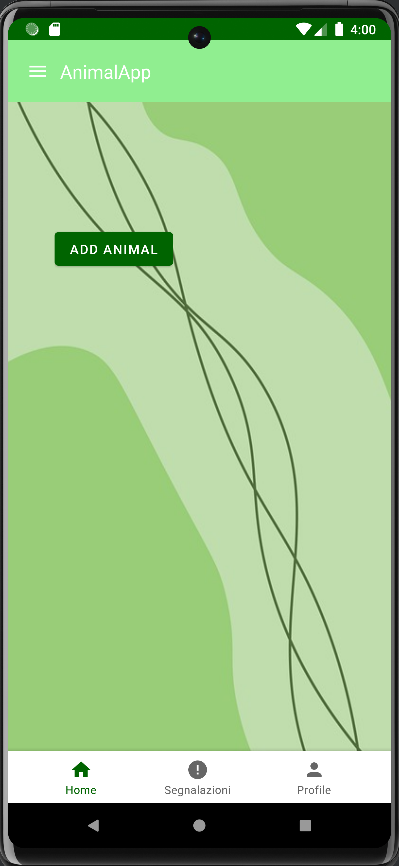 4:00
AnimalApp
ADD ANIMAL
Home Segnalazioni Profile